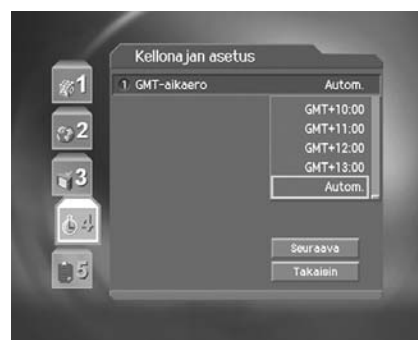 Kellonajan asetus
1 GMT-aikaero Autom.
GMT+10:00
GMT+11:00
GMT+12:00
GMT+13:00
Autom.
Seuraava
Takaisin
1
2
3
4
5